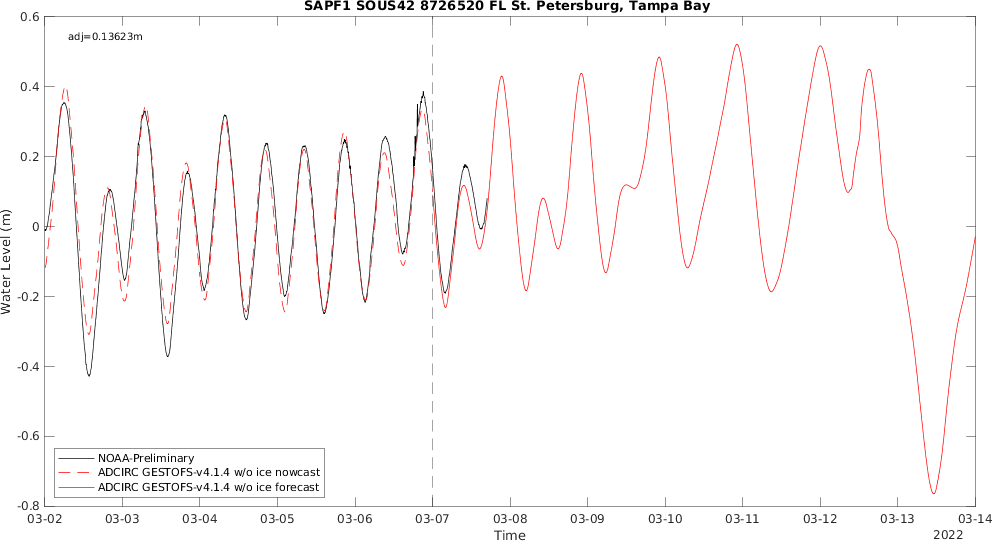 SAPF1 SOUS42 8726520 FL St. Petersburg, Tampa Bay
adj=0.13623m
0.6
0.4
0.2
0
-0.2
-0.4
-0.6
-0.8
Water Level (m)
NOAA-Preliminary
ADCIRC GESTOFS-v4.1.4 w/o ice nowcast
ADCIRC GESTOFS-v4.1.4 w/o ice forecast
03-02 03-03 03-04 03-05 03-06 03-07 03-08 03-09 03-10 03-11 03-12 03-13 03-14
Time
2022